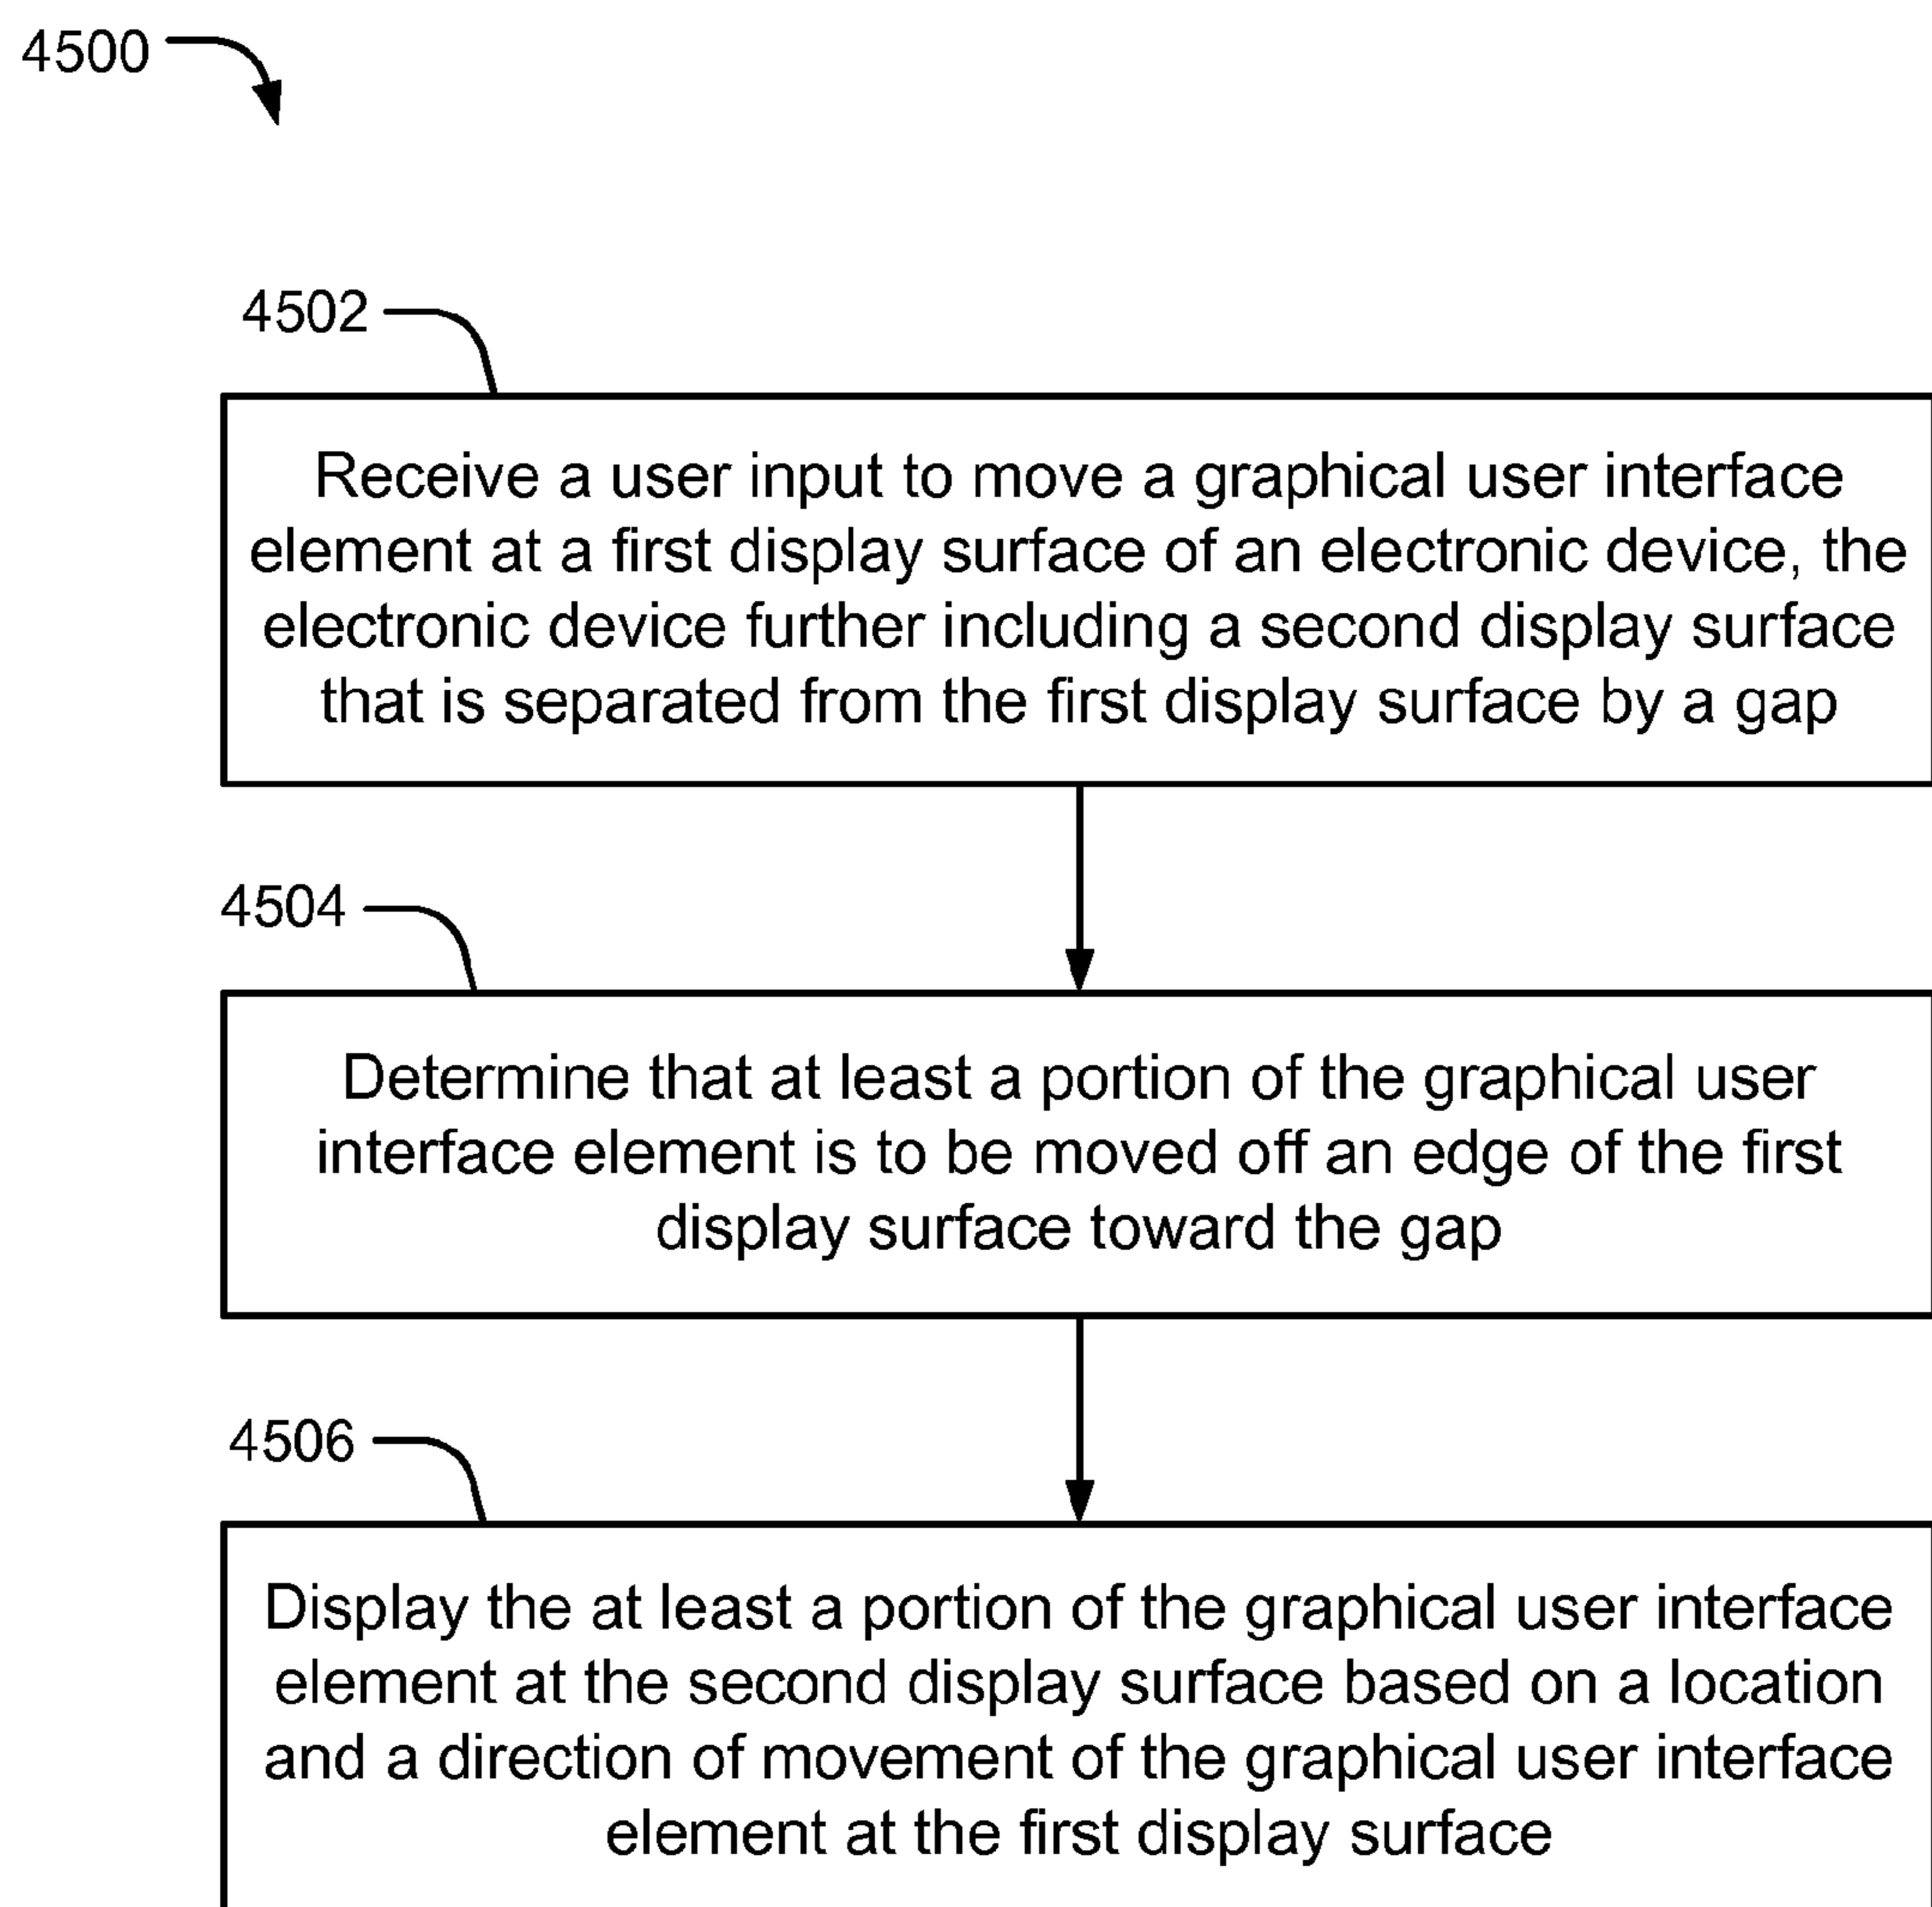 4500
4502
Receive a user input to move a graphical user interface
element at a first display surface of an electronic device, the
electronic device further including a second display surface
that is separated from the first display surface by a gap
4504
Determine that at least a portion of the graphical user
interface element is to be moved off an edge of the first
display surface toward the gap
4506
Display the at least a portion of the graphical user interface
element at the second display surface based on a location
and a direction of movement of the graphical user interface
element at the first display surface